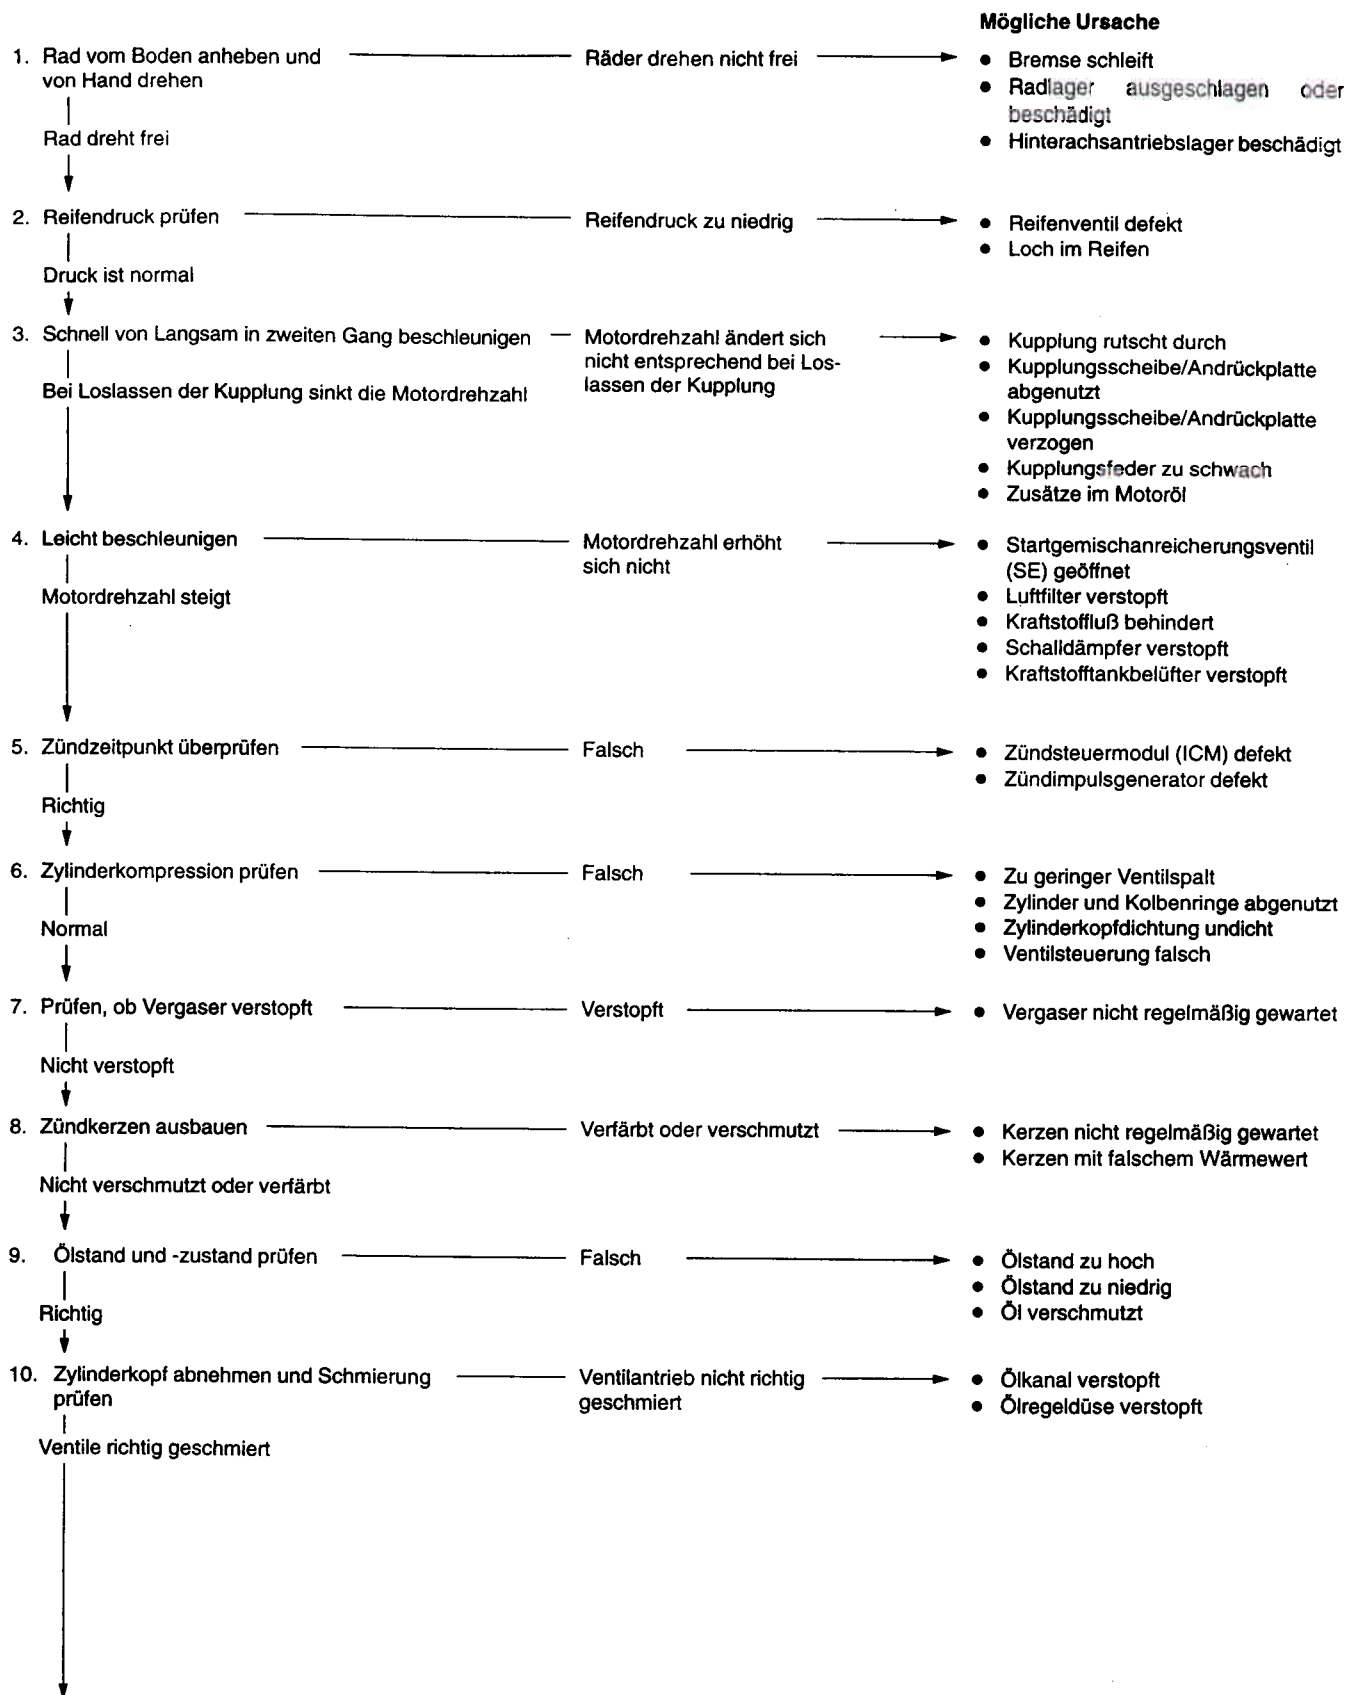 Mögliche Ursache
1. Rad vom Boden anheben und
von Hand drehen
Räder drehen nicht frei
● Bremse schleift
● Radlager ausgeschlagen oder
beschädigt
● Hinterachsantriebslager beschädigt
Rad dreht frei
2. Reifendruck prüfen
Reifendruck zu niedrig
● Reifenventil defekt
● Loch im Reifen
Druck ist normal
3. Schnell von Langsam in zweiten Gang beschleunigen
Motordrehzahl ändert sich
nicht entsprechend bei Los-
lassen der Kupplung
● Kupplung rutscht durch
● Kupplungsscheibe/Andrückplatte
abgenutzt
● Kupplungsscheibe/Andrückplatte
verzogen
● Kupplungsfeder zu schwach
● Zusätze im Motoröl
Bei Loslassen der Kupplung sinkt die Motordrehzahl
4. Leicht beschleunigen
Motordrehzahl erhöht
sich nicht
● Startgemischanreicherungsventil
(SE) geöffnet
● Luftfilter verstopft
● Kraftstoffluß behindert
● Schalldämpfer verstopft
● Kraftstofftankbelüfter verstopft
Motordrehzahl steigt
5. Zündzeitpunkt überprüfen
Falsch
● Zündsteuermodul (ICM) defekt
● Zündimpulsgenerator defekt
Richtig
6. Zylinderkompression prüfen
Falsch
● Zu geringer Ventilspalt
● Zylinder und Kolbenringe abgenutzt
● Zylinderkopfdichtung undicht
● Ventilsteuerung falsch
Normal
7. Prüfen, ob Vergaser verstopft
Verstopft
● Vergaser nicht regelmäßig gewartet
Nicht verstopft
8. Zündkerzen ausbauen
Verfärbt oder verschmutzt
● Kerzen nicht regelmäßig gewartet
● Kerzen mit falschem Wärmewert
Nicht verschmutzt oder verfärbt
9. Ölstand und -zustand prüfen
Falsch
● Ölstand zu hoch
● Ölstand zu niedrig
● Öl verschmutzt
Richtig
10. Zylinderkopf abnehmen und Schmierung
prüfen
Ventilantrieb nicht richtig
geschmiert
● Ölkanal verstopft
● Ölregeldüse verstopft
Ventile richtig geschmiert